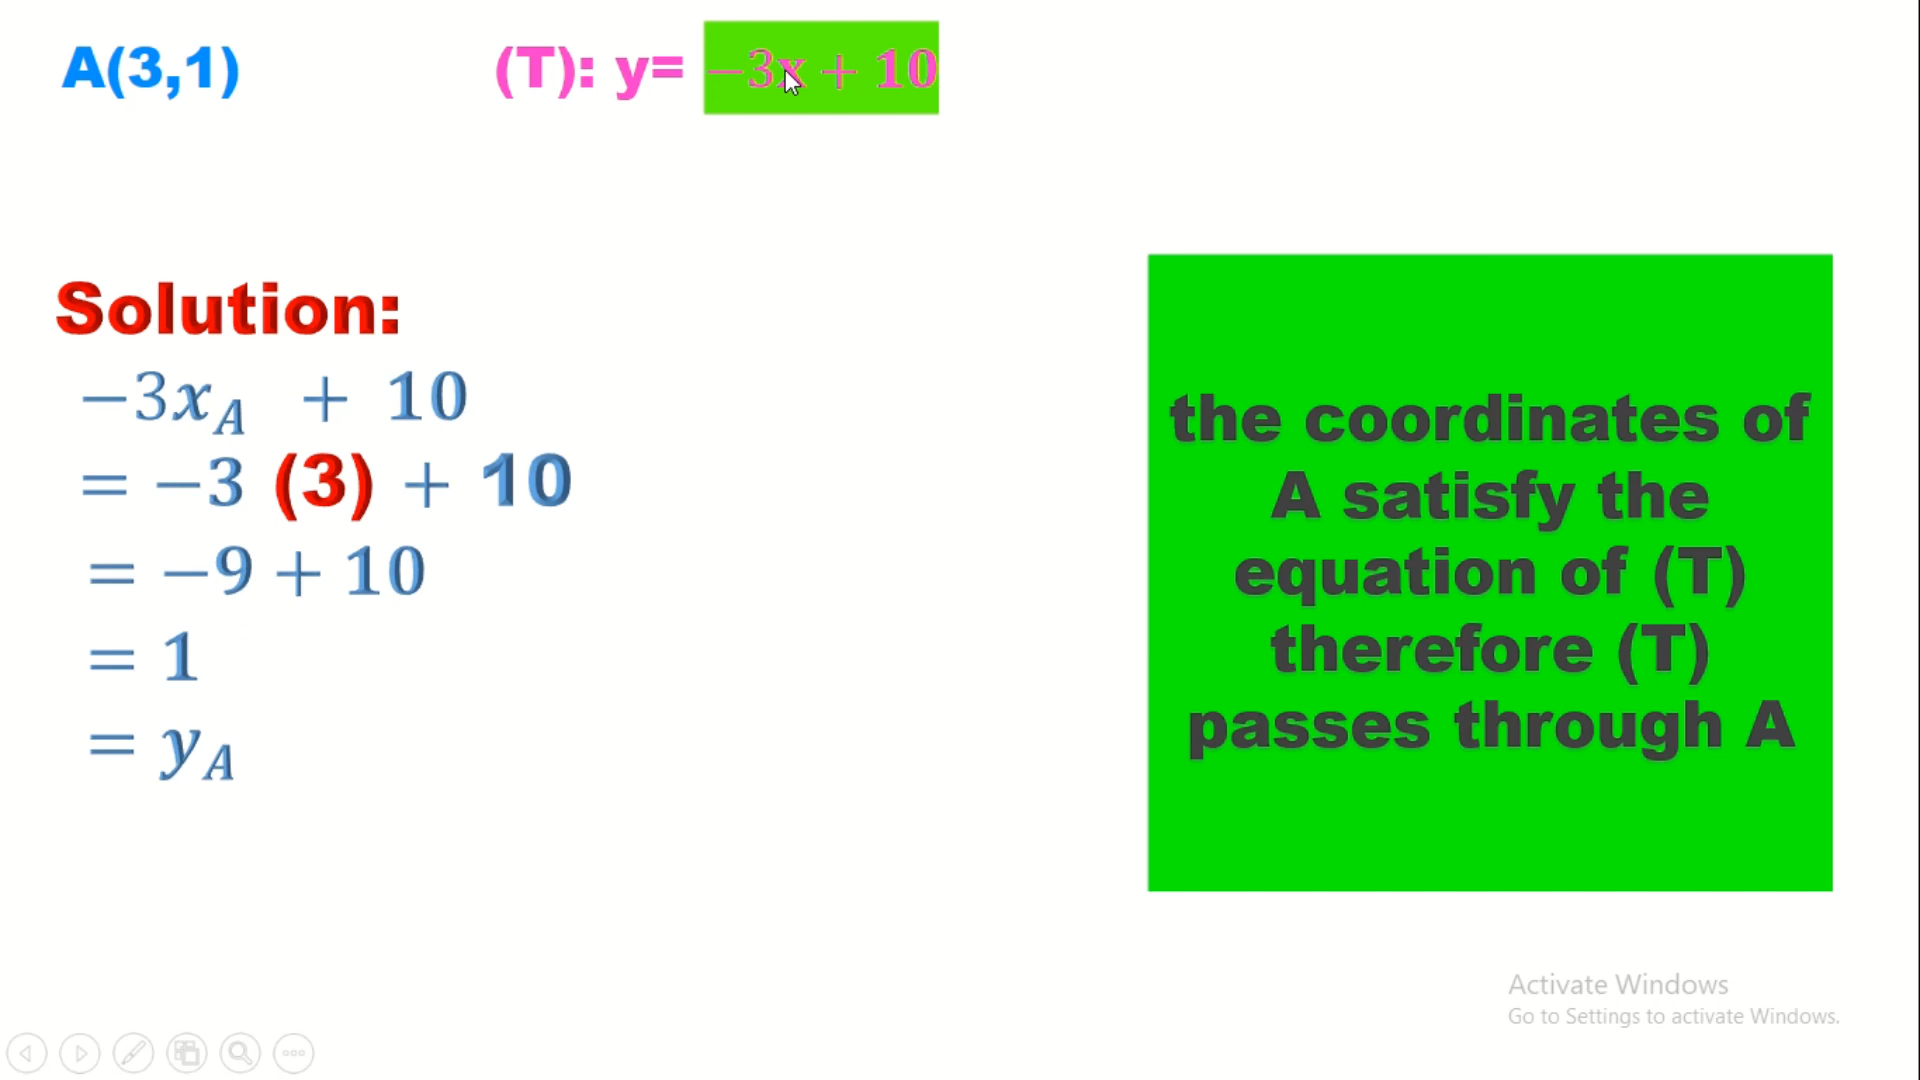 A(3,1)
(T): y= −3x + 10
Solution:
−3x_A + 10
= −3 (3) + 10
= −9 + 10
= 1
= y_A
the coordinates of
A satisfy the
equation of (T)
therefore (T)
passes through A
Activate Windows
Go to Settings to activate Windows.